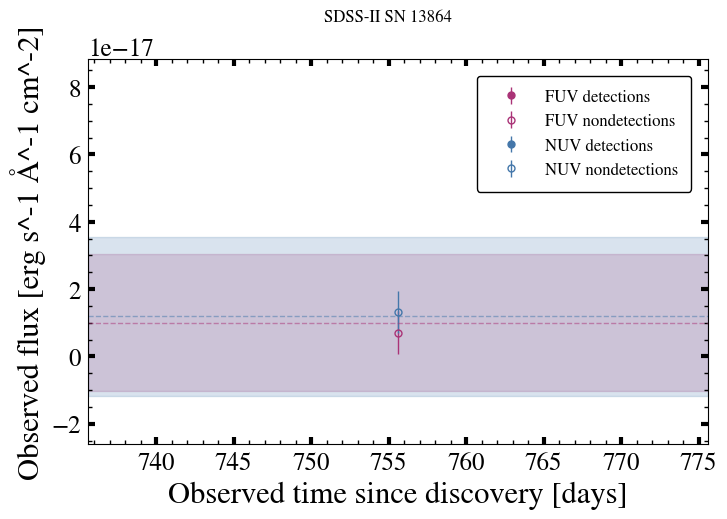 SDSS-II SN 13864
1e−17
FUV detections
FUV nondetections
NUV detections
NUV nondetections
8
6
4
2
0
−2
Observed flux [erg s^-1 Å^-1 cm^-2]
740 745 750 755 760 765 770 775
Observed time since discovery [days]